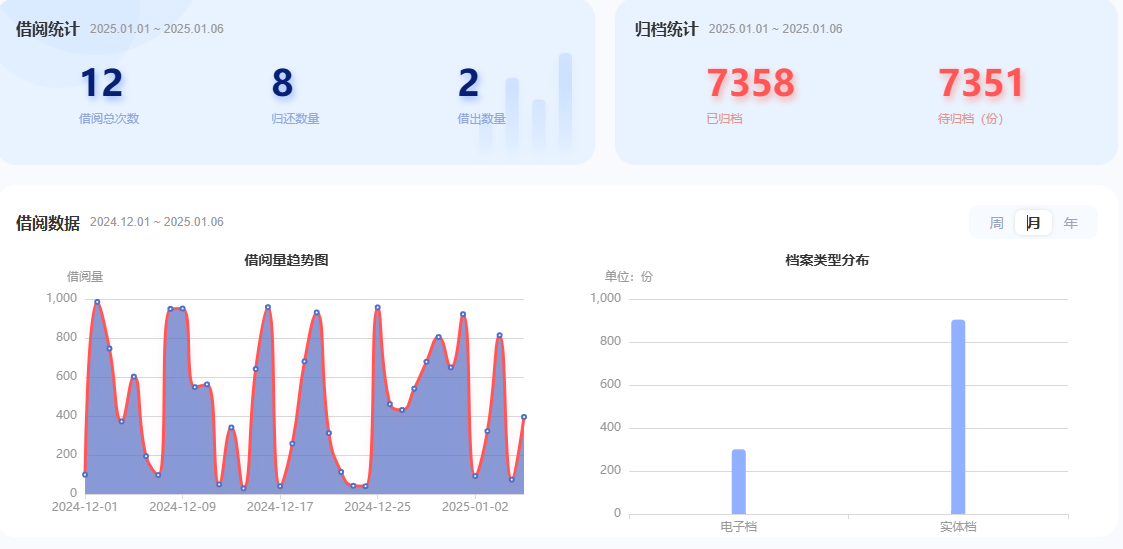 借阅统计 2025.01.01 ~ 2025.01.06
12 8 2
借阅总次数 归还数量 借出数量
归档统计 2025.01.01 ~ 2025.01.06
7358 7351
已归档 待归档（份）
借阅数据 2024.12.01 ~ 2025.01.06
周 月 年
借阅量趋势图
借阅量
1,000
800
600
400
200
0
2024-12-01 2024-12-09 2024-12-17 2024-12-25 2025-01-02
档案类型分布
单位：份
1,000
800
600
400
200
0
电子档 实体档